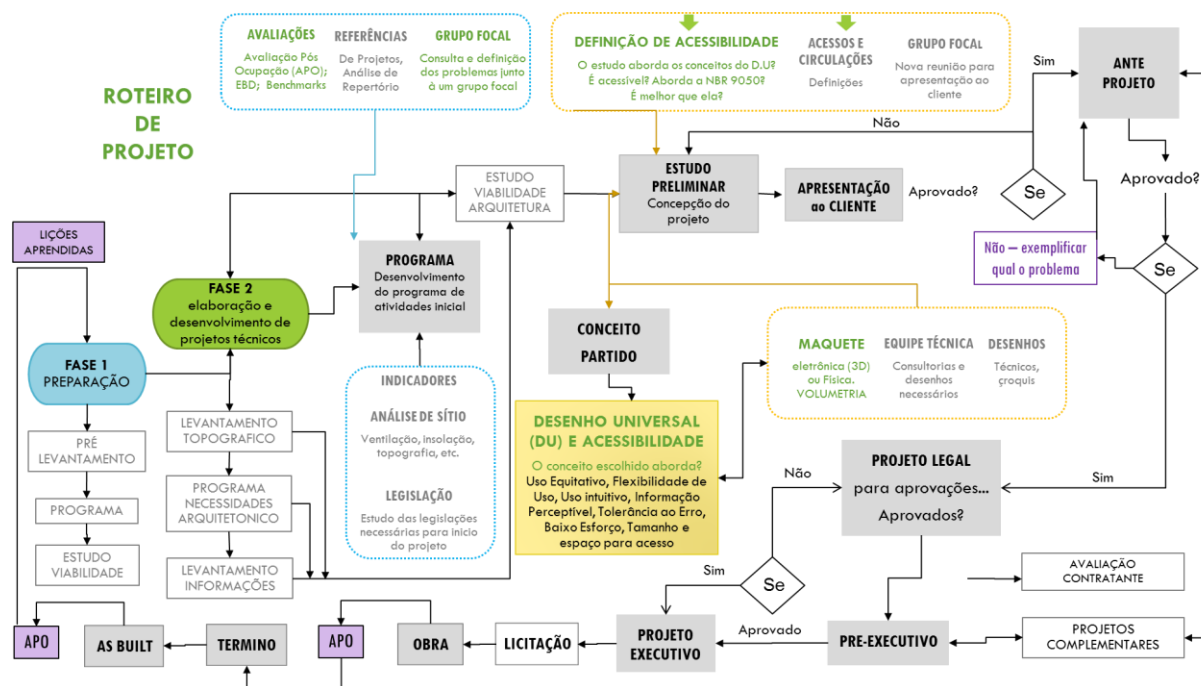 ROTEIRO
DE
PROJETO
AVALIAÇÕES
Avaliação Pós
Ocupação (APO);
EBD; Benchmarks
REFERÊNCIAS
De Projetos,
Análise de
Repertório
GRUPO FOCAL
Consulta e definição
dos problemas junto
à um grupo focal
DEFINIÇÃO DE ACESSIBILIDADE
O estudo aborda os conceitos do D.U?
É acessível? Aborda a NBR 9050?
É melhor que ela?
ACESSOS E
CIRCULAÇÕES
Definições
GRUPO FOCAL
Nova reunião para
apresentação ao
cliente
Sim
ANTE
PROJETO
Não
Aprovado?
Se
Se
Não – exemplificar
qual o problema
ESTUDO
VIABILIDADE
ARQUITETURA
ESTUDO
PRELIMINAR
Concepção do
projeto
APRESENTAÇÃO
ao CLIENTE
Aprovado?
LIÇÕES
APRENDIDAS
FASE 1
PREPARAÇÃO
FASE 2
elaboração e
desenvolvimento de
projetos técnicos
PROGRAMA
Desenvolvimento
do programa de
atividades inicial
PRÉ
LEVANTAMENTO
PROGRAMA
ESTUDO
VIABILIDADE
LEVANTAMENTO
TOPOGRAFICO
PROGRAMA
NECESSIDADES
ARQUITETONICO
LEVANTAMENTO
INFORMAÇÕES
INDICADORES
ANÁLISE DE SÍTIO
Ventilação, insolação,
topografia, etc.
LEGISLAÇÃO
Estudo das legislações
necessárias para inicio
do projeto
CONCEITO
PARTIDO
DESENHO UNIVERSAL
(DU) E ACESSIBILIDADE
O conceito escolhido aborda?
Uso Equitativo, Flexibilidade de
Uso, Uso intuitivo, Informação
Perceptível, Tolerância ao Erro,
Baixo Esforço, Tamanho e
espaço para acesso
MAQUETE
eletrônica (3D)
ou Física.
VOLUMETRIA
EQUIPE TÉCNICA
Consultorias e
desenhos
necessários
DESENHOS
Técnicos,
croquis
Não
PROJETO LEGAL
para aprovações...
Aprovados?
Sim
Sim
Se
AVALIAÇÃO
CONTRATANTE
PROJETOS
COMPLEMENTARES
PRE-EXECUTIVO
Aprovado
PROJETO
EXECUTIVO
LICITAÇÃO
OBRA
APO
TERMINO
AS BUILT
APO